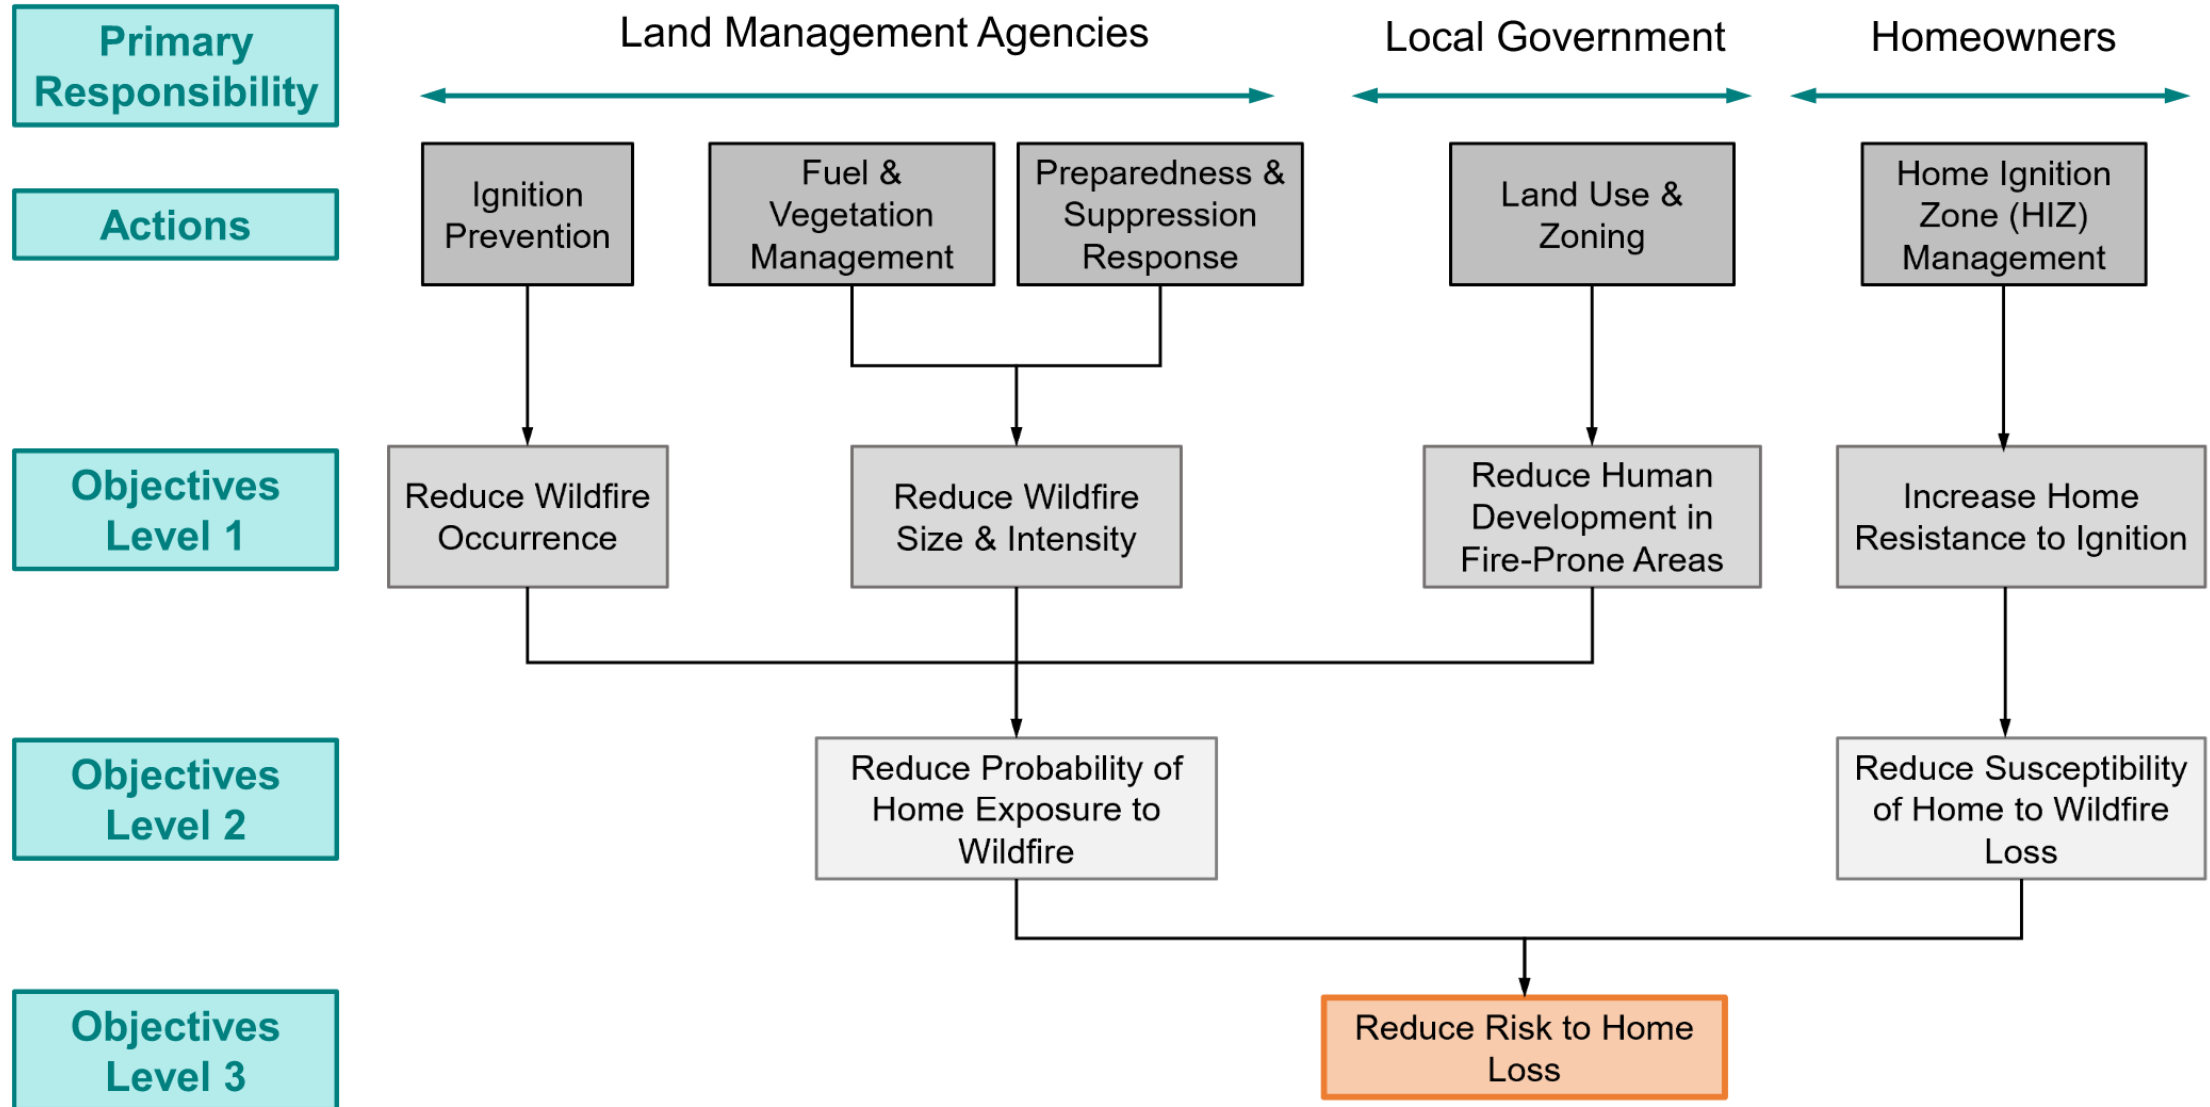 Primary
Responsibility
Land Management Agencies
Local Government
Homeowners
Actions
Ignition
Prevention
Fuel &
Vegetation
Management
Preparedness &
Suppression
Response
Land Use &
Zoning
Home Ignition
Zone (HIZ)
Management
Objectives
Level 1
Reduce Wildfire
Occurrence
Reduce Wildfire
Size & Intensity
Reduce Human
Development in
Fire-Prone Areas
Increase Home
Resistance to Ignition
Objectives
Level 2
Reduce Probability of
Home Exposure to
Wildfire
Reduce Susceptibility
of Home to Wildfire
Loss
Objectives
Level 3
Reduce Risk to Home
Loss